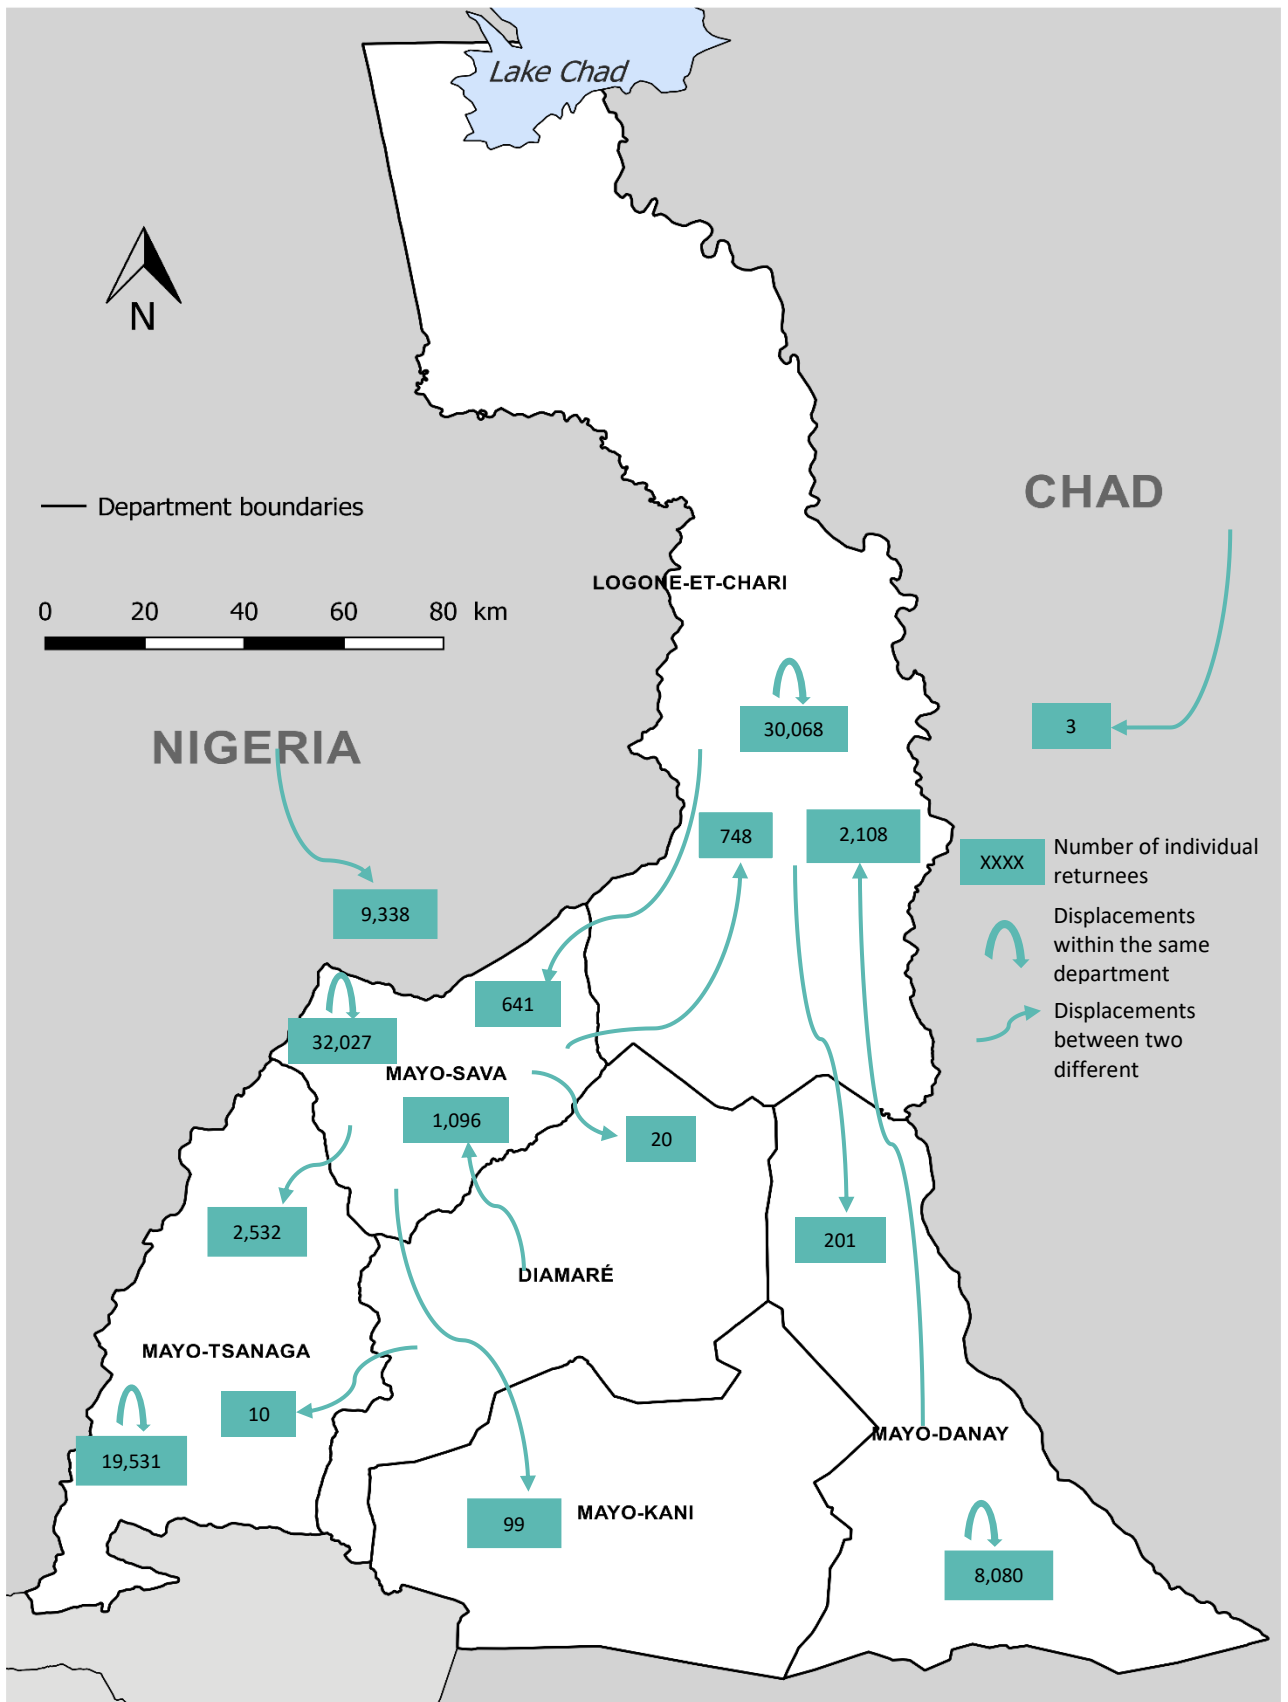 Lake Chad
N
CHAD
Department boundaries
LOGONE-ET-CHARI
0 20 40 60 80 km
30,068
3
NIGERIA
748
2,108
XXXX
Number of individual
returnees
9,338
Displacements
within the same
department
641
Displacements
between two
different
32,027
MAYO-SAVA
1,096
20
2,532
201
DIAMARÉ
MAYO-TSANAGA
10
MAYO-DANAY
19,531
99
MAYO-KANI
8,080